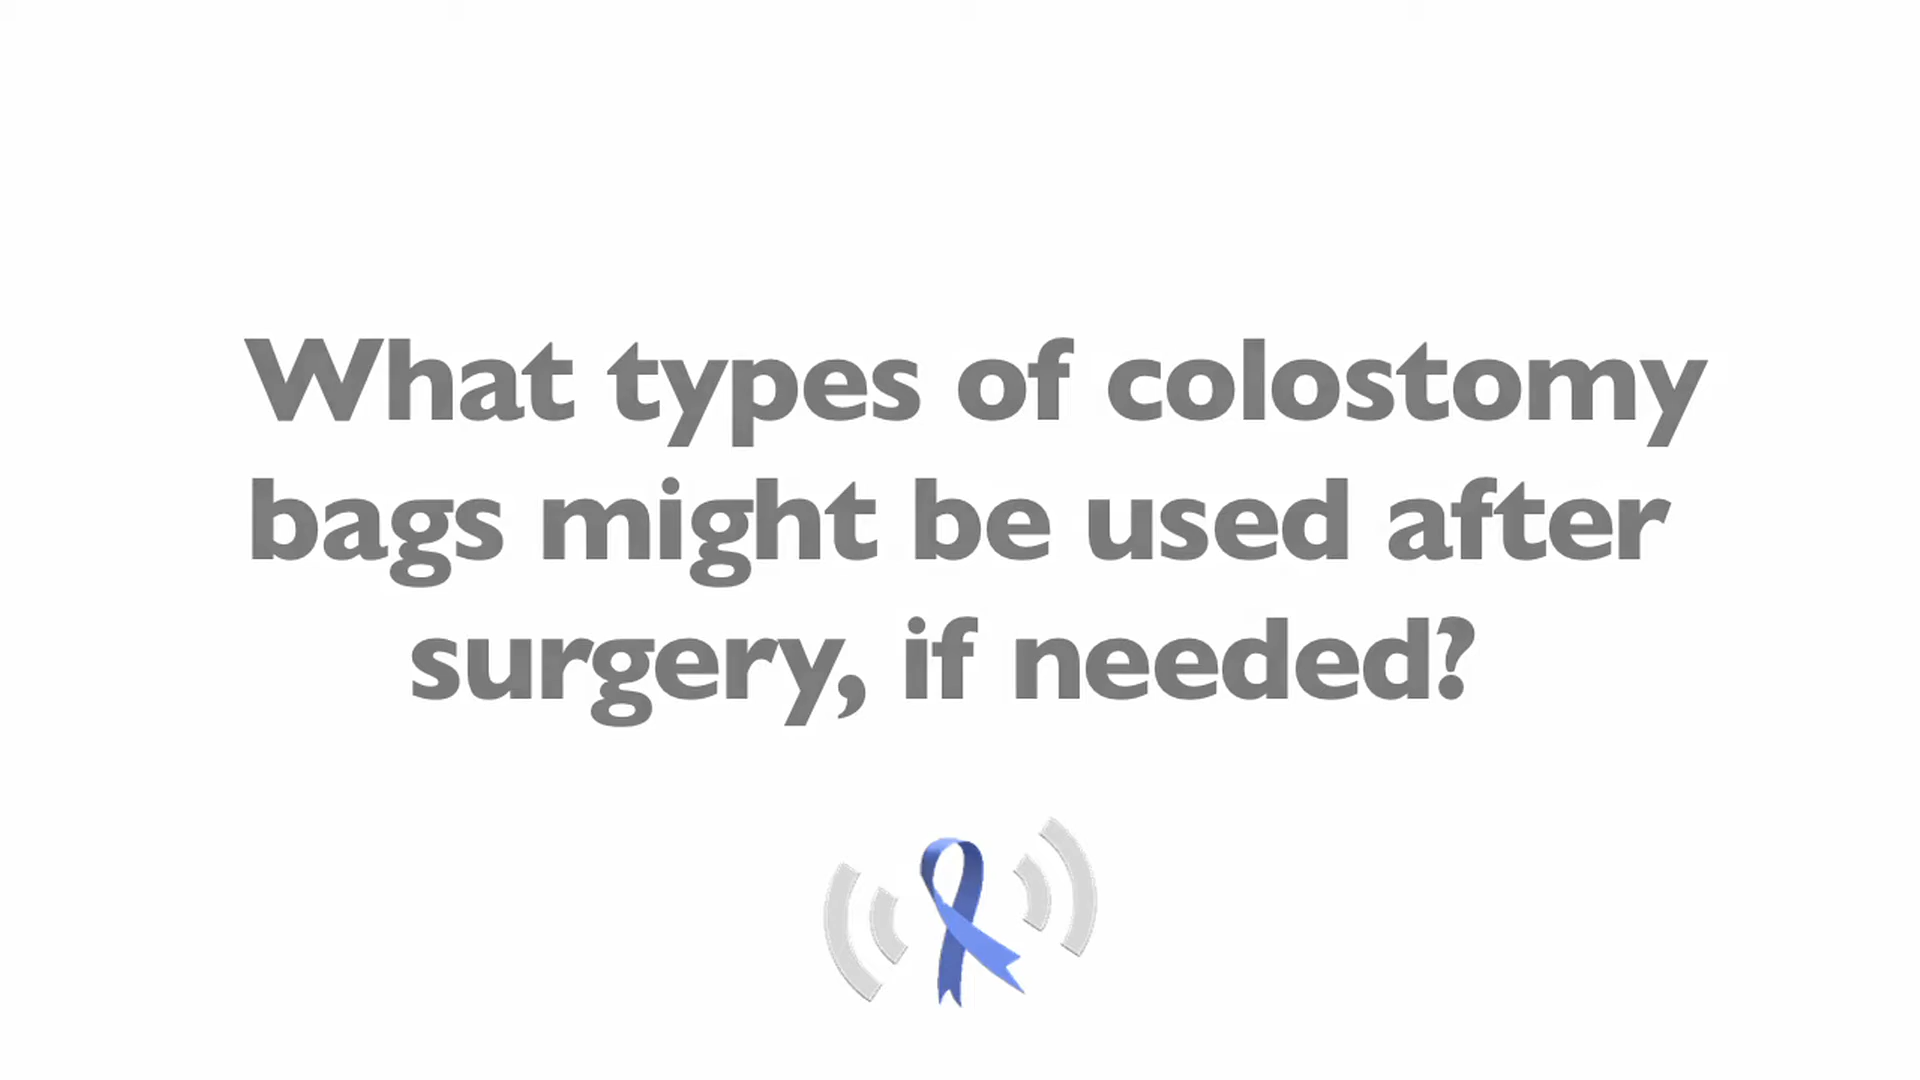 What types of colostomy
bags might be used after
surgery, if needed?